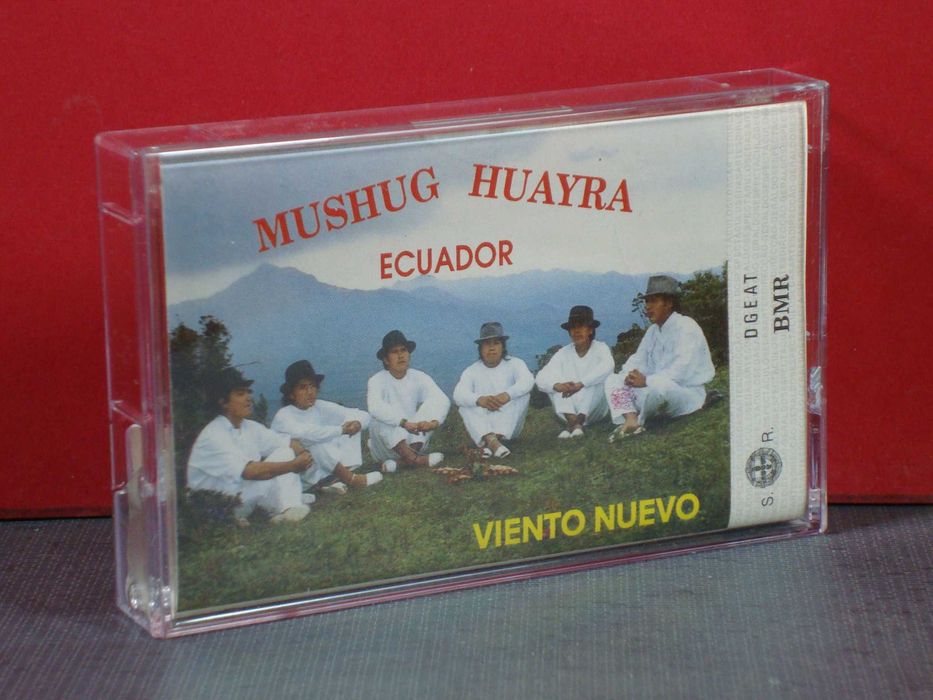 MUSHUG HUAYRA
ECUADOR
VIENTO NUEVO
DGEAT
BMR
S. R.